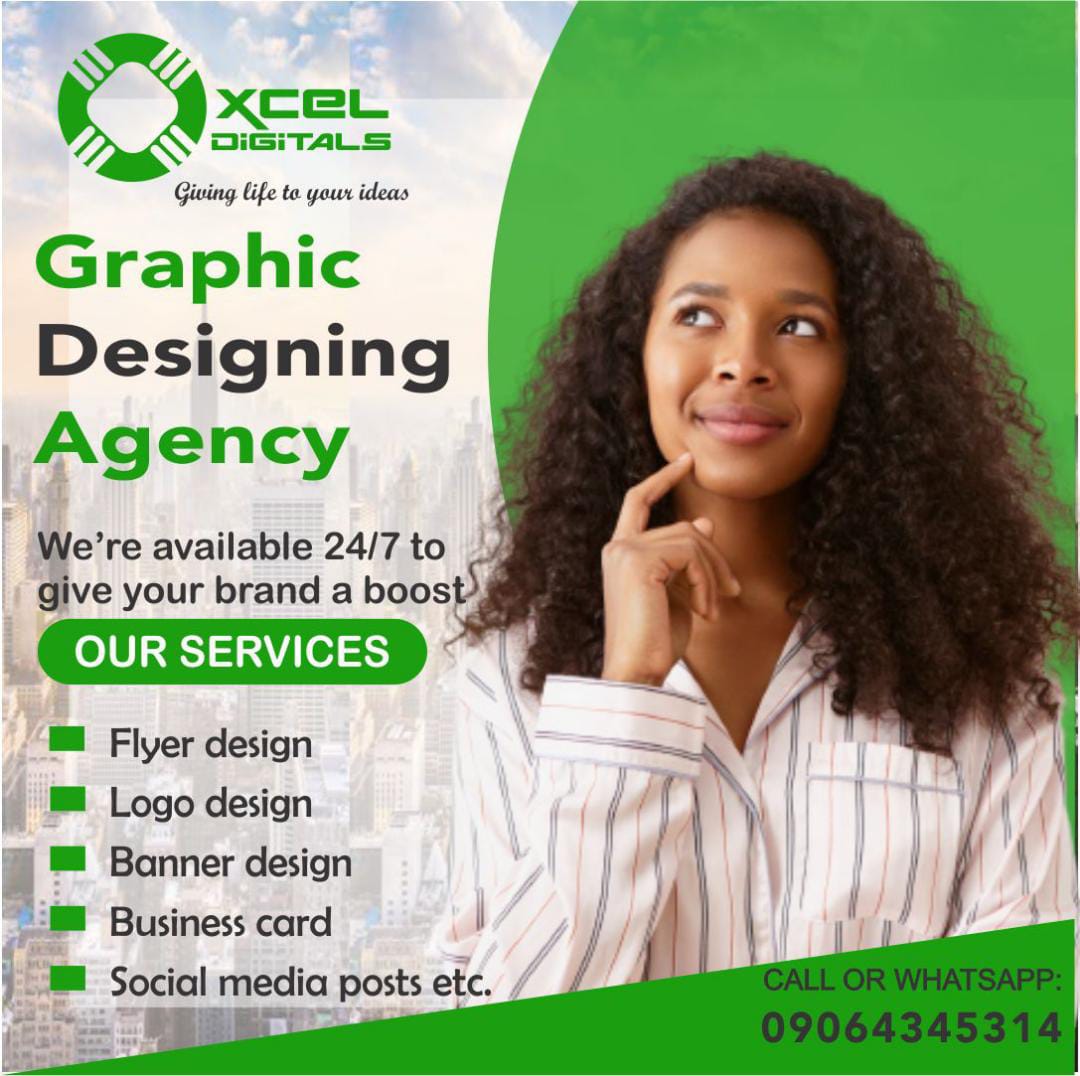 xceL
DiGiTALS
Giving life to your ideas
Graphic
Designing
Agency
We're available 24/7 to
give your brand a boost
OUR SERVICES
Flyer design
Logo design
Banner design
Business card
Social media posts etc.
CALL OR WHATSAPP:
09064345314